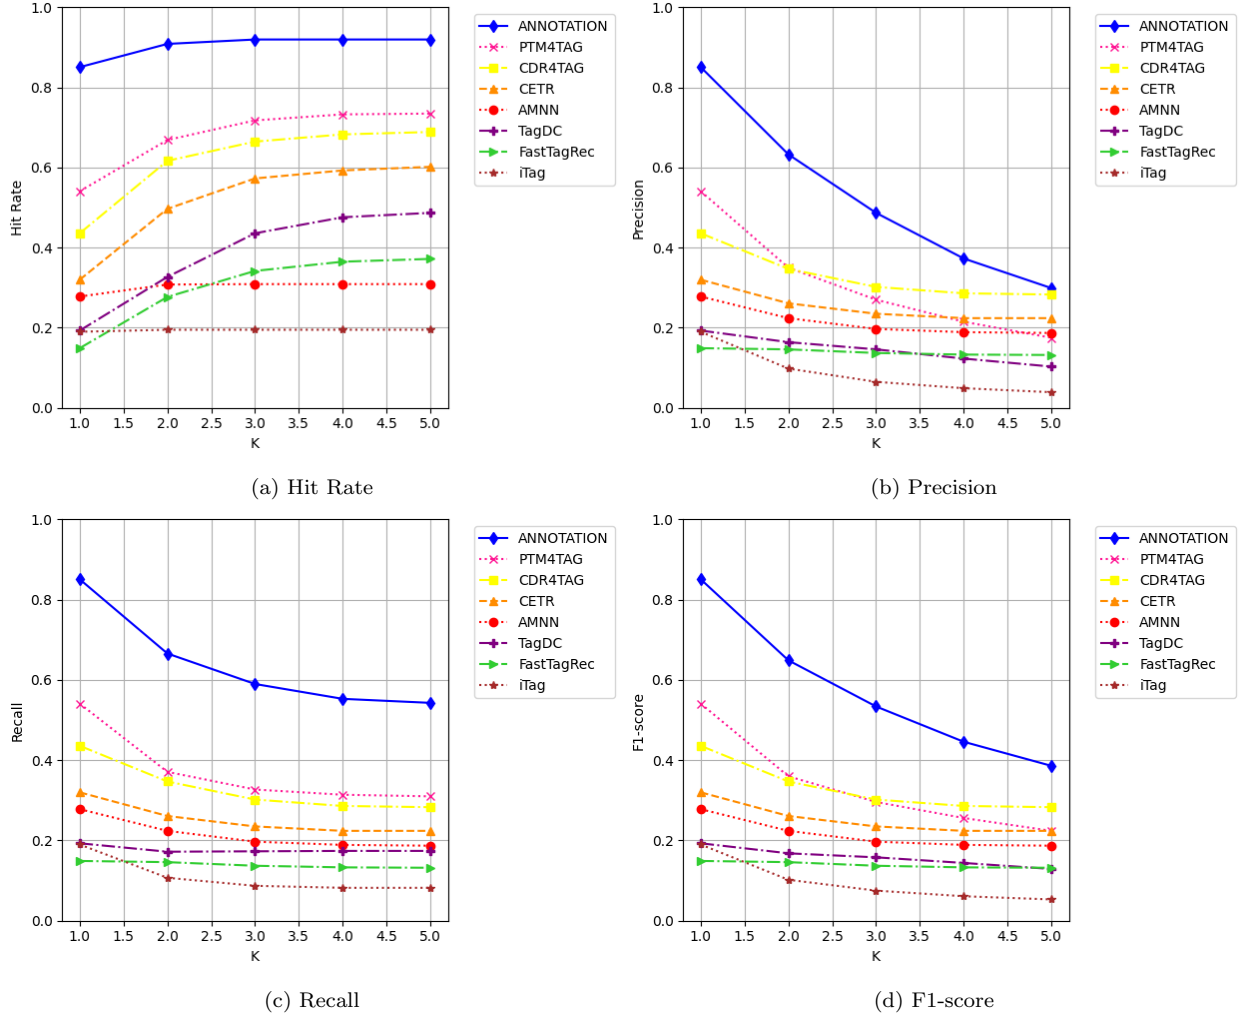 1.0
0.8
0.6
0.4
0.2
0.0
Hit Rate
1.0 1.5 2.0 2.5 3.0 3.5 4.0 4.5 5.0
K
ANNOTATION
PTM4TAG
CDR4TAG
CETR
AMNN
TagDC
FastTagRec
iTag
(a) Hit Rate
1.0
0.8
0.6
0.4
0.2
0.0
Precision
1.0 1.5 2.0 2.5 3.0 3.5 4.0 4.5 5.0
K
ANNOTATION
PTM4TAG
CDR4TAG
CETR
AMNN
TagDC
FastTagRec
iTag
(b) Precision
1.0
0.8
0.6
0.4
0.2
0.0
Recall
1.0 1.5 2.0 2.5 3.0 3.5 4.0 4.5 5.0
K
ANNOTATION
PTM4TAG
CDR4TAG
CETR
AMNN
TagDC
FastTagRec
iTag
(c) Recall
1.0
0.8
0.6
0.4
0.2
0.0
F1-score
1.0 1.5 2.0 2.5 3.0 3.5 4.0 4.5 5.0
K
ANNOTATION
PTM4TAG
CDR4TAG
CETR
AMNN
TagDC
FastTagRec
iTag
(d) F1-score